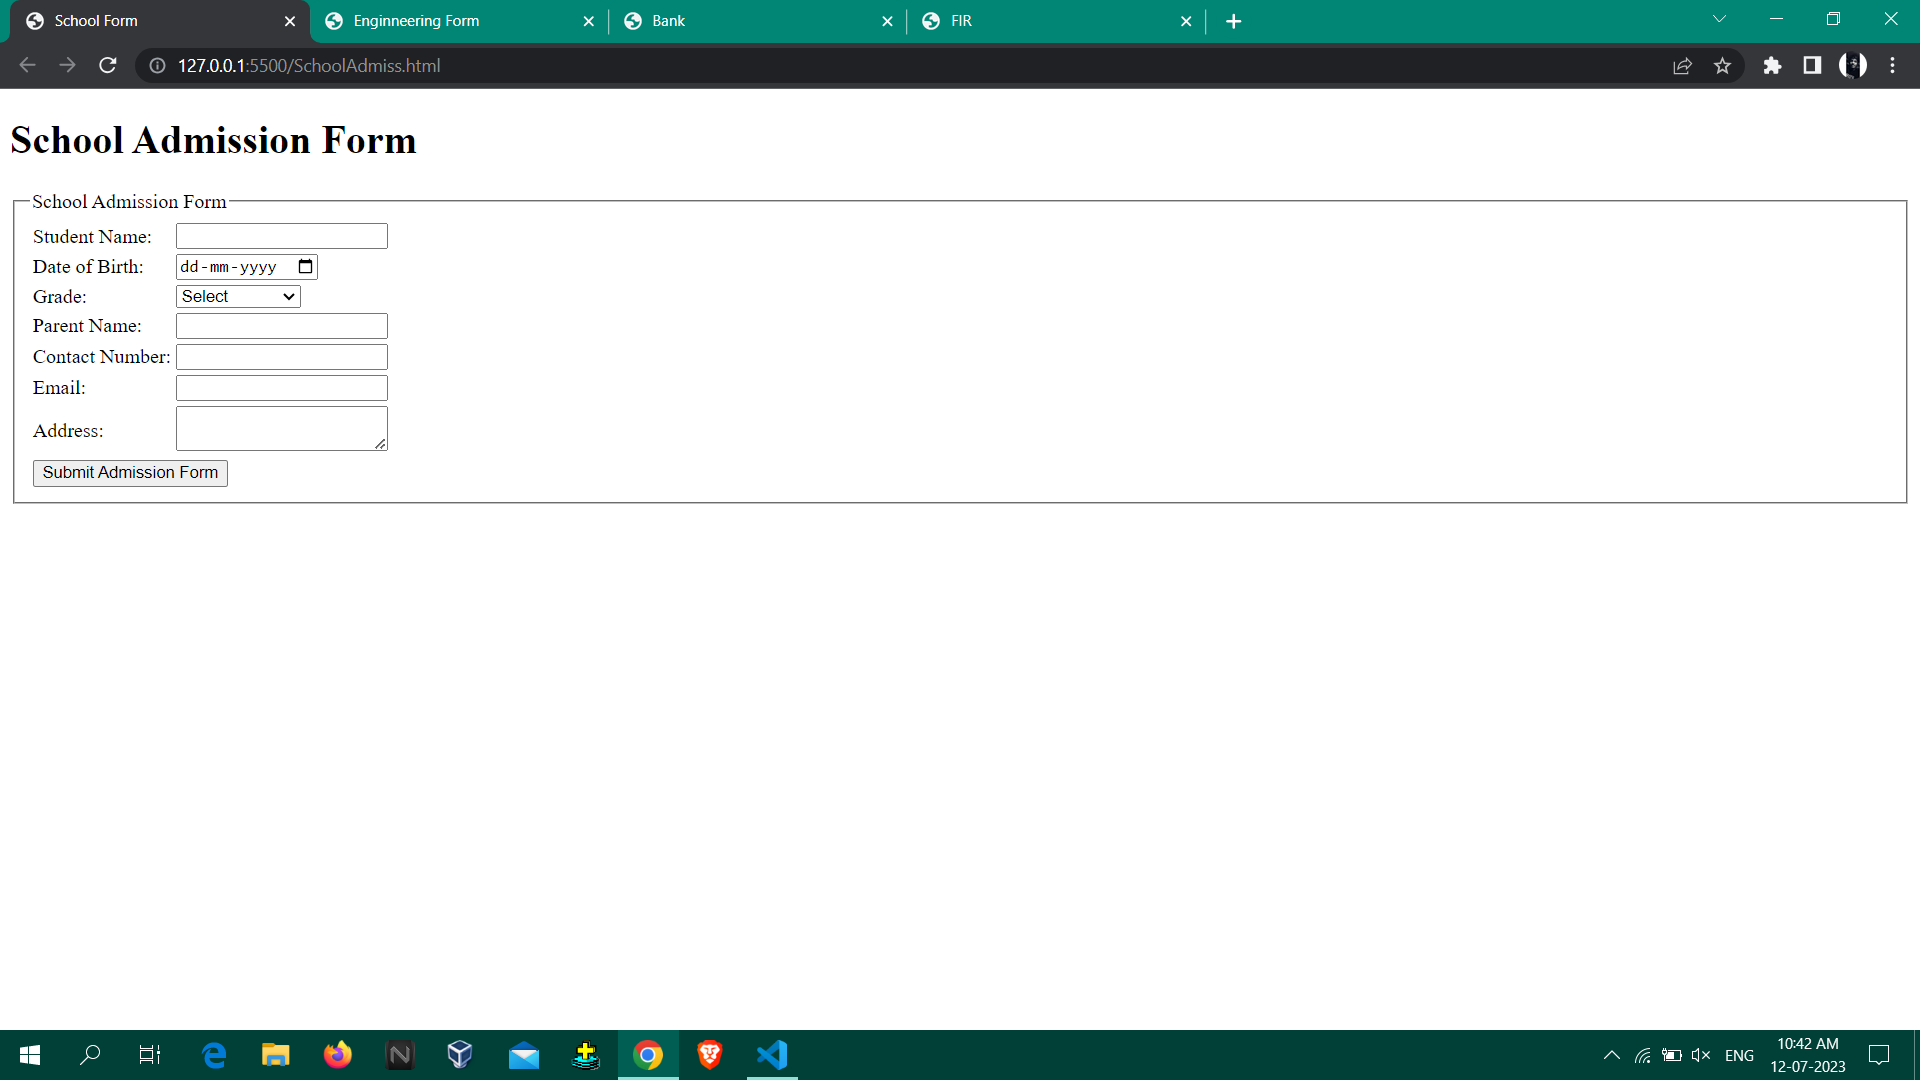 School Form
Enginneering Form
Bank
FIR
127.0.0.1:5500/SchoolAdmiss.html
School Admission Form
School Admission Form
Student Name:
Date of Birth: dd-mm-yyyy
Grade: Select
Parent Name:
Contact Number:
Email:
Address:
Submit Admission Form
ENG
10:42 AM
12-07-2023